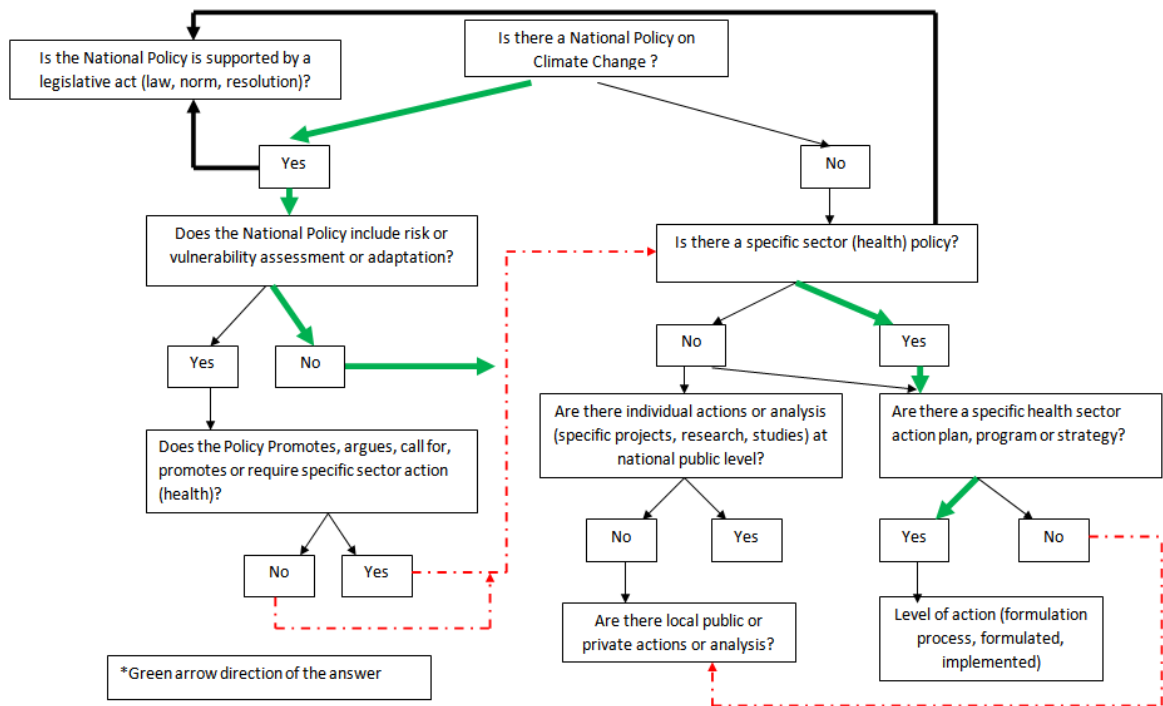 Is there a National Policy on
Climate Change ?
Is the National Policy is supported by a
legislative act (law, norm, resolution)?
Yes
No
Does the National Policy include risk or
vulnerability assessment or adaptation?
Is there a specific sector (health) policy?
Yes
No
No
Yes
Does the Policy Promotes, argues, call for,
promotes or require specific sector action
(health)?
Are there individual actions or analysis
(specific projects, research, studies) at
national public level?
Are there a specific health sector
action plan, program or strategy?
No
Yes
No
Yes
Yes
No
Are there local public or
private actions or analysis?
Level of action (formulation
process, formulated,
implemented)
*Green arrow direction of the answer